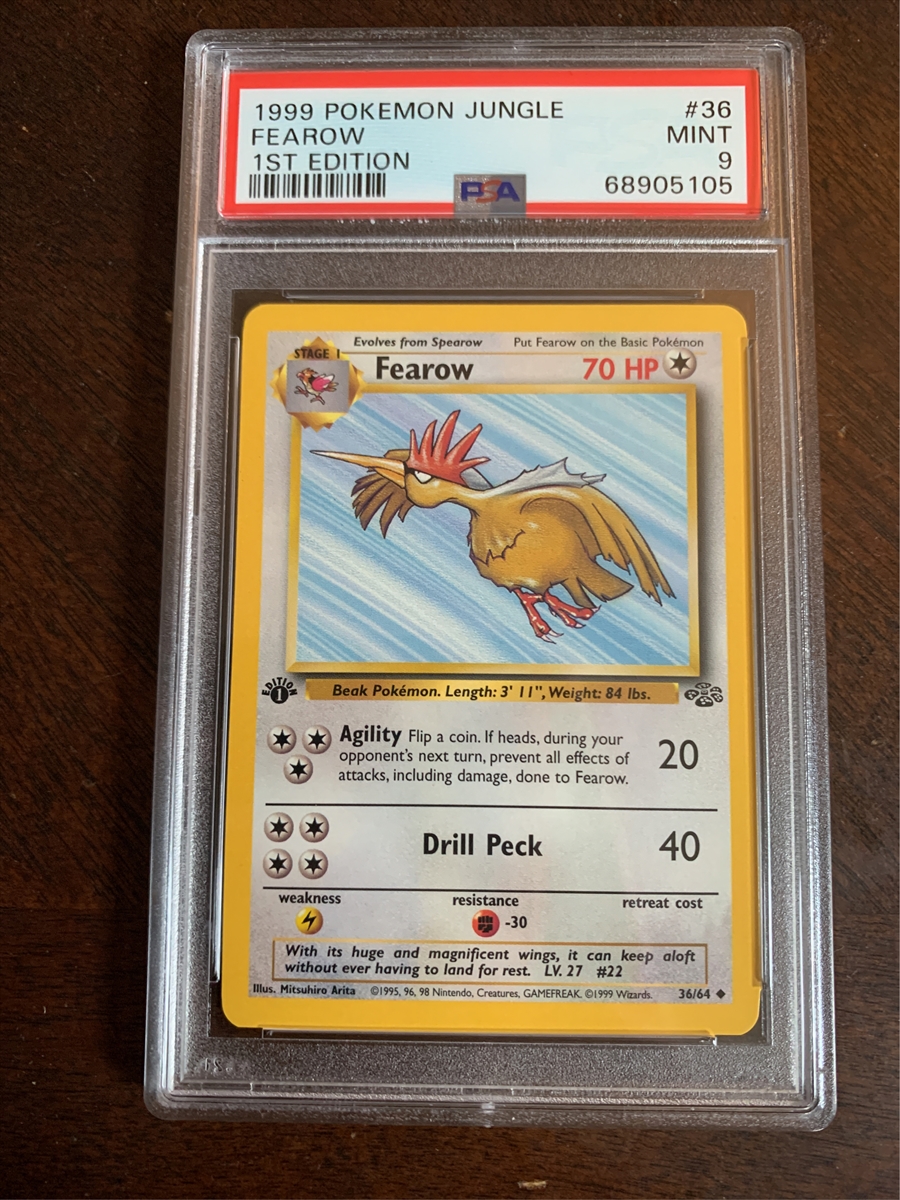 1999 POKEMON JUNGLE #36
FEAROW MINT
1ST EDITION 9
PSA 68905105
Evolves from Spearow Put Fearow on the Basic Pokémon
STAGE 1
Fearow 70 HP
EDITION 1
Beak Pokémon. Length: 3' 11", Weight: 84 lbs.
Agility Flip a coin. If heads, during your
opponent's next turn, prevent all effects of
attacks, including damage, done to Fearow.
20
Drill Peck 40
weakness resistance retreat cost
-30
With its huge and magnificent wings, it can keep aloft
without ever having to land for rest. LV. 27 #22
Illus. Mitsuhiro Arita ©1995, 96, 98 Nintendo, Creatures, GAMEFREAK. ©1999 Wizards. 36/64